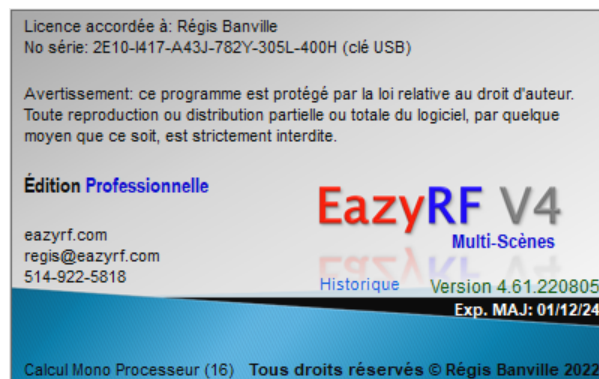 Licence accordée à: Régis Banville
No série: 2E10-I417-A43J-782Y-305L-400H (clé USB)
Avertissement: ce programme est protégé par la loi relative au droit d'auteur.
Toute reproduction ou distribution partielle ou totale du logiciel, par quelque
moyen que ce soit, est strictement interdite.
Édition Professionnelle
EazyRF V4
Multi-Scènes
eazyrf.com
regis@eazyrf.com
514-922-5818
Historique Version 4.61.220805
Exp. MAJ: 01/12/24
Calcul Mono Processeur (16) Tous droits réservés © Régis Banville 2022